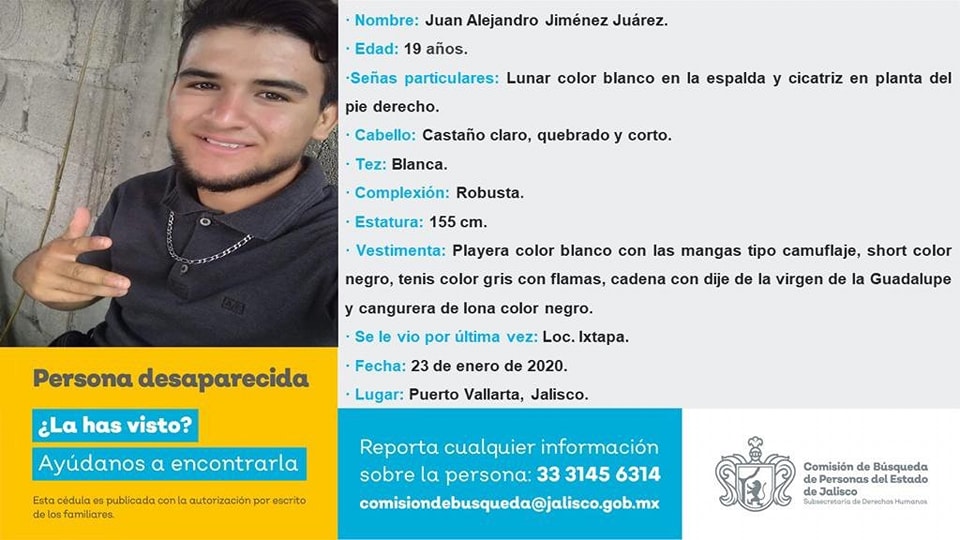 · Nombre: Juan Alejandro Jiménez Juárez.
· Edad: 19 años.
·Señas particulares: Lunar color blanco en la espalda y cicatriz en planta del
pie derecho.
· Cabello: Castaño claro, quebrado y corto.
· Tez: Blanca.
· Complexión: Robusta.
· Estatura: 155 cm.
· Vestimenta: Playera color blanco con las mangas tipo camuflaje, short color
negro, tenis color gris con flamas, cadena con dije de la virgen de la Guadalupe
y cangurera de lona color negro.
· Se le vio por última vez: Loc. Ixtapa.
· Fecha: 23 de enero de 2020.
· Lugar: Puerto Vallarta, Jalisco.
Persona desaparecida
¿La has visto?
Ayúdanos a encontrarla
Esta cédula es publicada con la autorización por escrito
de los familiares.
Reporta cualquier información
sobre la persona: 33 3145 6314
comisiondebusqueda@jalisco.gob.mx
Comisión de Búsqueda
de Personas del Estado
de Jalisco
Subsecretaría de Derechos Humanos